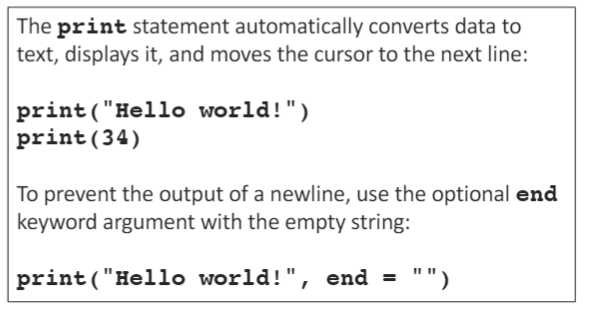 The print statement automatically converts data to
text, displays it, and moves the cursor to the next line:
print("Hello world!")
print(34)
To prevent the output of a newline, use the optional end
keyword argument with the empty string:
print("Hello world!", end = "")